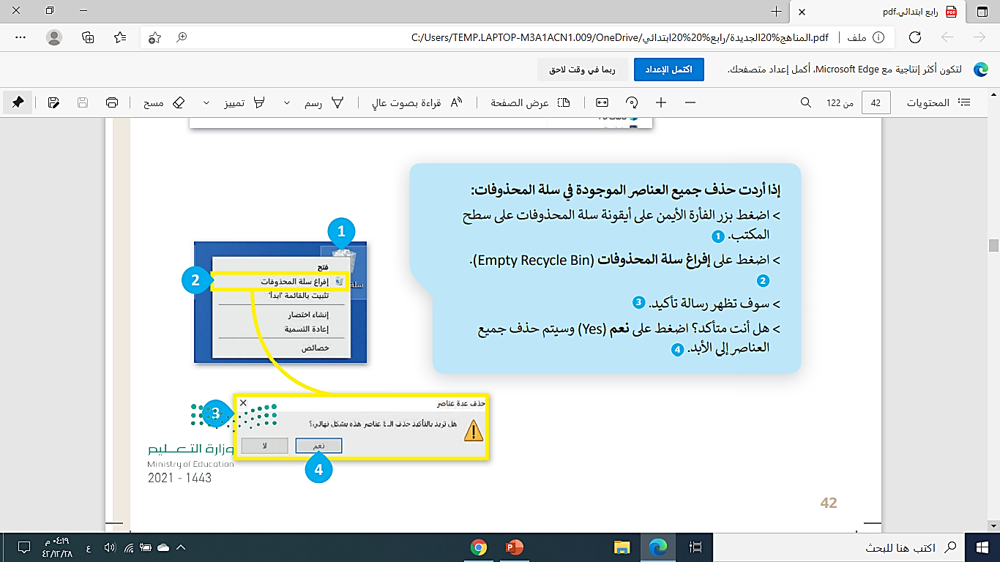 رابع ابتدائي.pdf
ملف
C:/Users/TEMP.LAPTOP-M3A1ACN1.009/OneDrive/المناهج%20الجديدة/رابع%20%20ابتدائي.pdf
لتكون أكثر إنتاجية مع Microsoft Edge، أكمل إعداد متصفحك.
اكتمل الإعداد
ربما في وقت لاحق
المحتويات
42
من 122
عرض الصفحة
قراءة بصوت عالٍ
رسم
تمييز
مسح
إذا أردت حذف جميع العناصر الموجودة في سلة المحذوفات:
> اضغط بزر الفأرة الأيمن على أيقونة سلة المحذوفات على سطح
المكتب. 1
> اضغط على إفراغ سلة المحذوفات (Empty Recycle Bin).
2
> سوف تظهر رسالة تأكيد. 3
> هل أنت متأكد؟ اضغط على نعم (Yes) وسيتم حذف جميع
العناصر إلى الأبد. 4
1
سلة
فتح
2
إفراغ سلة المحذوفات
تثبيت بالقائمة "ابدأ"
إنشاء اختصار
إعادة التسمية
خصائص
3
حذف عدة عناصر
هل تريد بالتأكيد حذف الـ٤ عناصر هذه بشكل نهائي؟
نعم
لا
4
وزارة التعليم
Ministry of Education
2021 - 1443
42
اكتب هنا للبحث
ع
٠٤:١٩ م
٤٢/١٢/٢٨